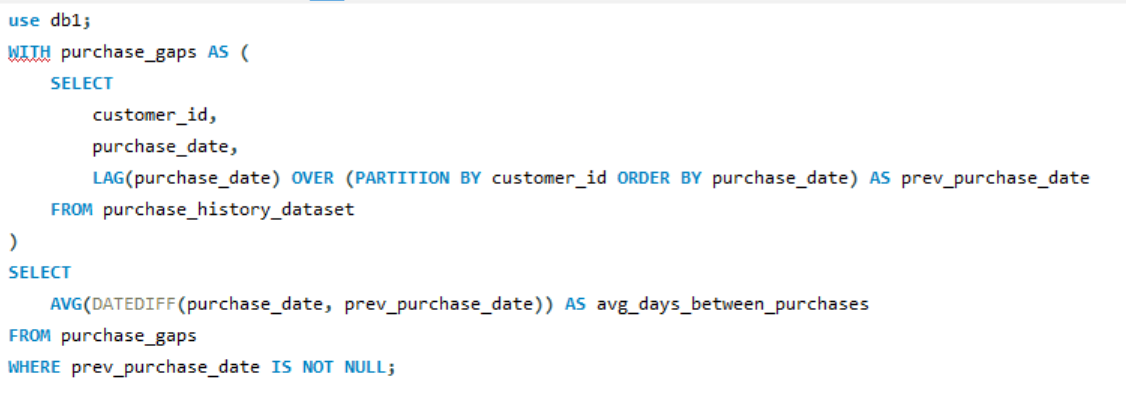 use db1;
WITH purchase_gaps AS (
    SELECT
        customer_id,
        purchase_date,
        LAG(purchase_date) OVER (PARTITION BY customer_id ORDER BY purchase_date) AS prev_purchase_date
    FROM purchase_history_dataset
)
SELECT
    AVG(DATEDIFF(purchase_date, prev_purchase_date)) AS avg_days_between_purchases
FROM purchase_gaps
WHERE prev_purchase_date IS NOT NULL;